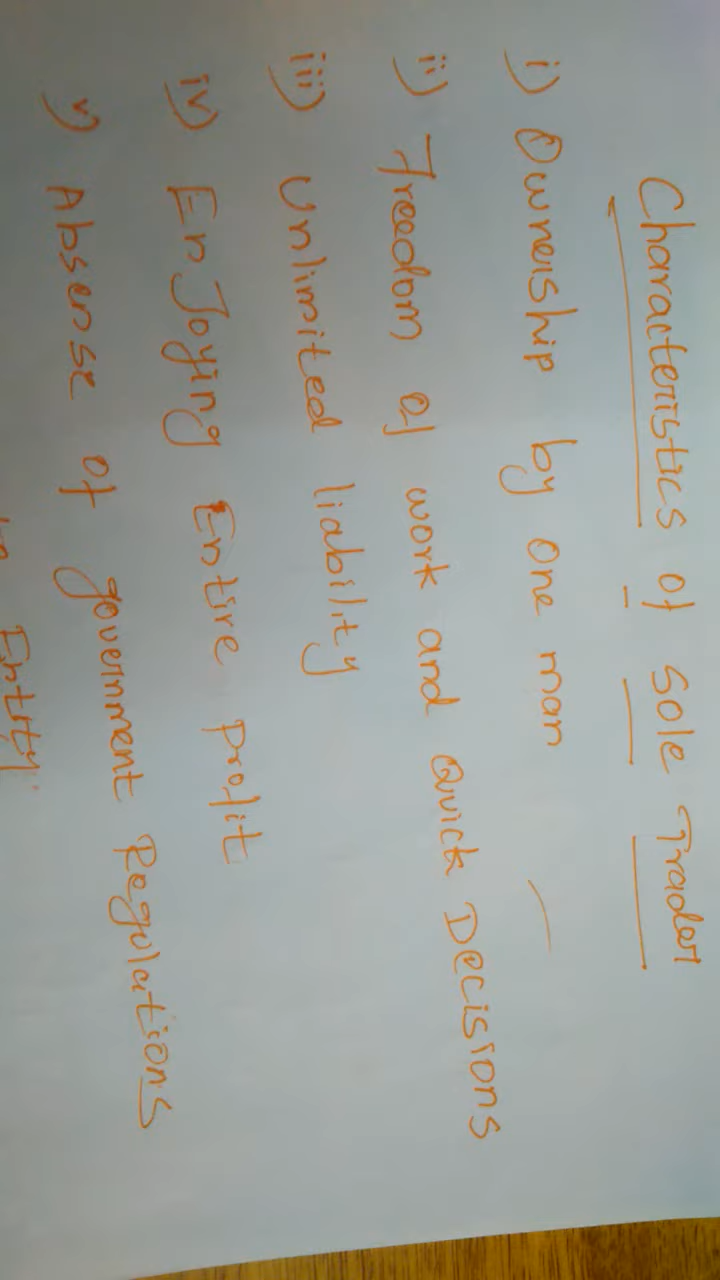 Characteristics of Sole Trader
i) Ownership by one man
ii) Freedom of work and Quick Decisions
iii) Unlimited liability
iv) EnJoying Entire profit
v) Absense of government Regulations
Entity